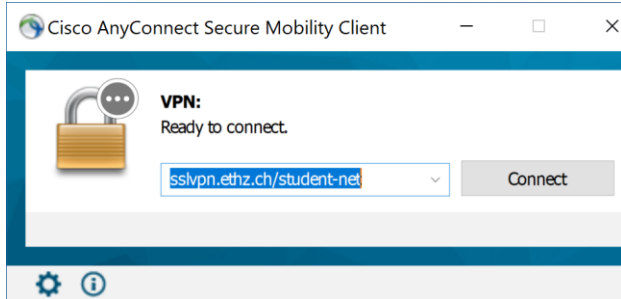 Cisco AnyConnect Secure Mobility Client
VPN:
Ready to connect.
sslvpn.ethz.ch/student-net
Connect